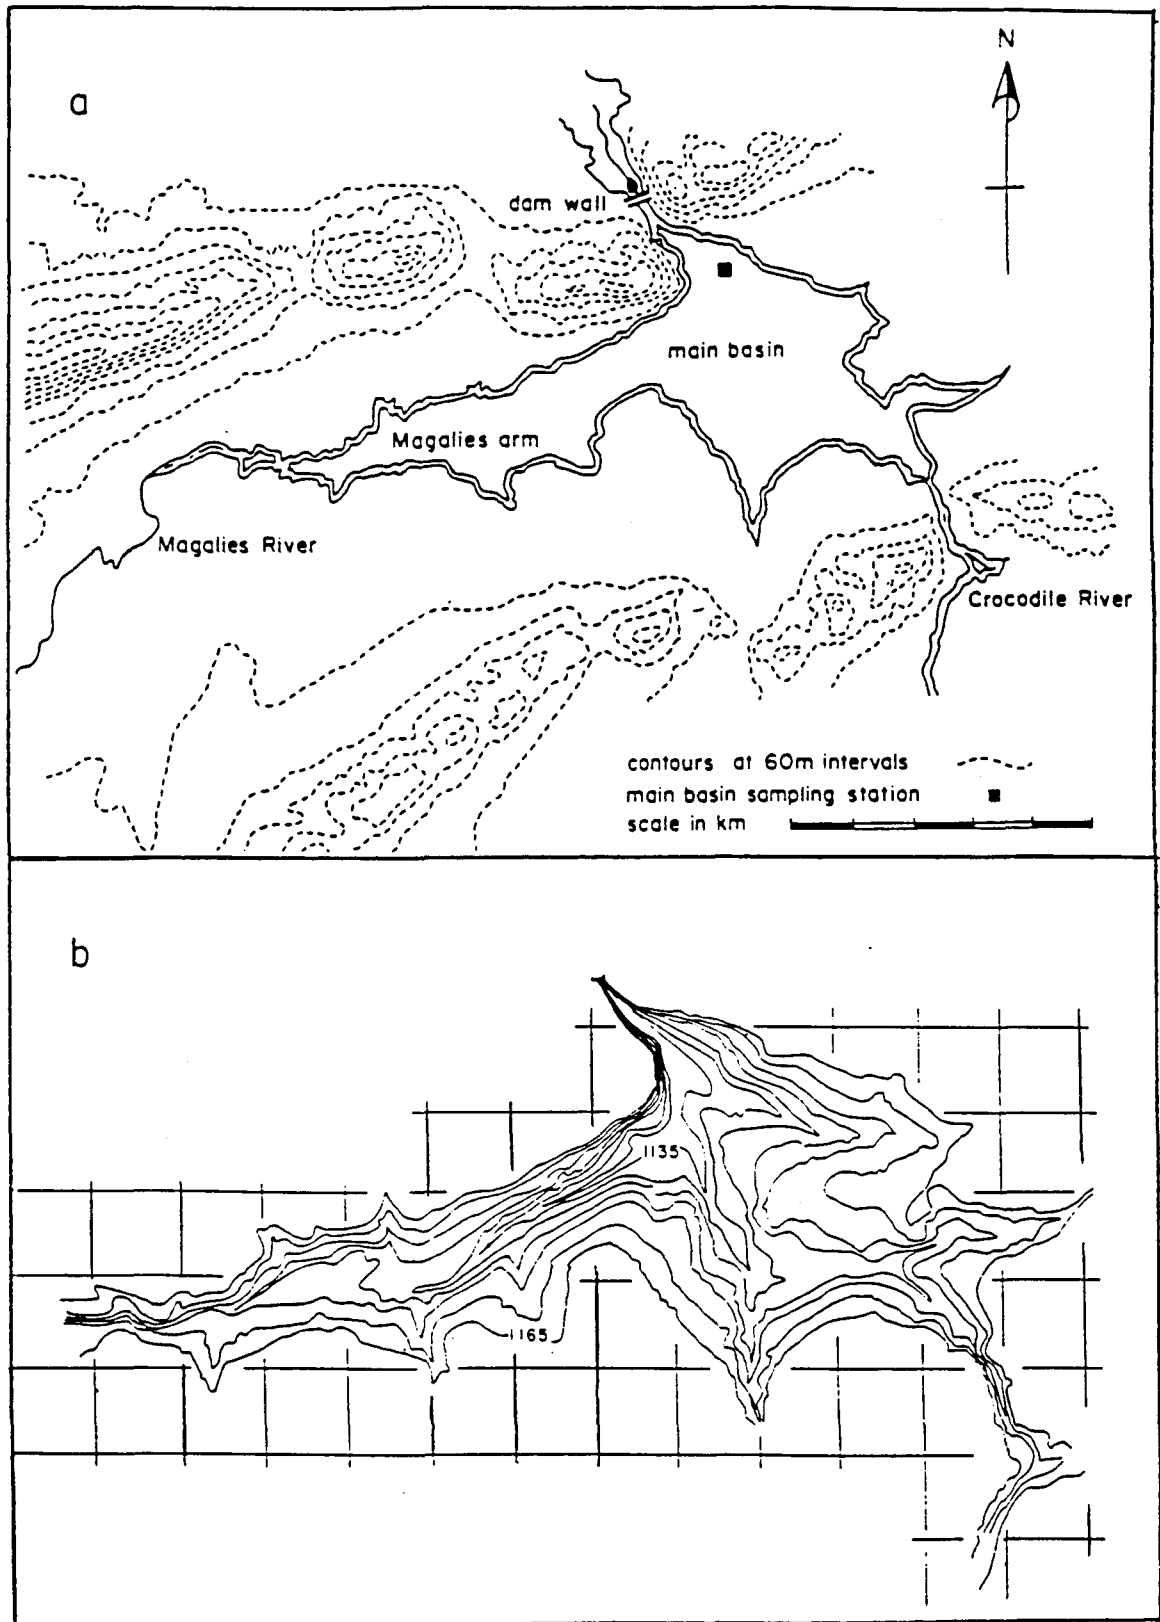 a
N
dam wall
main basin
Magalies arm
Magalies River
Crocodile River
contours at 60m intervals
main basin sampling station
scale in km
b
1135
1165